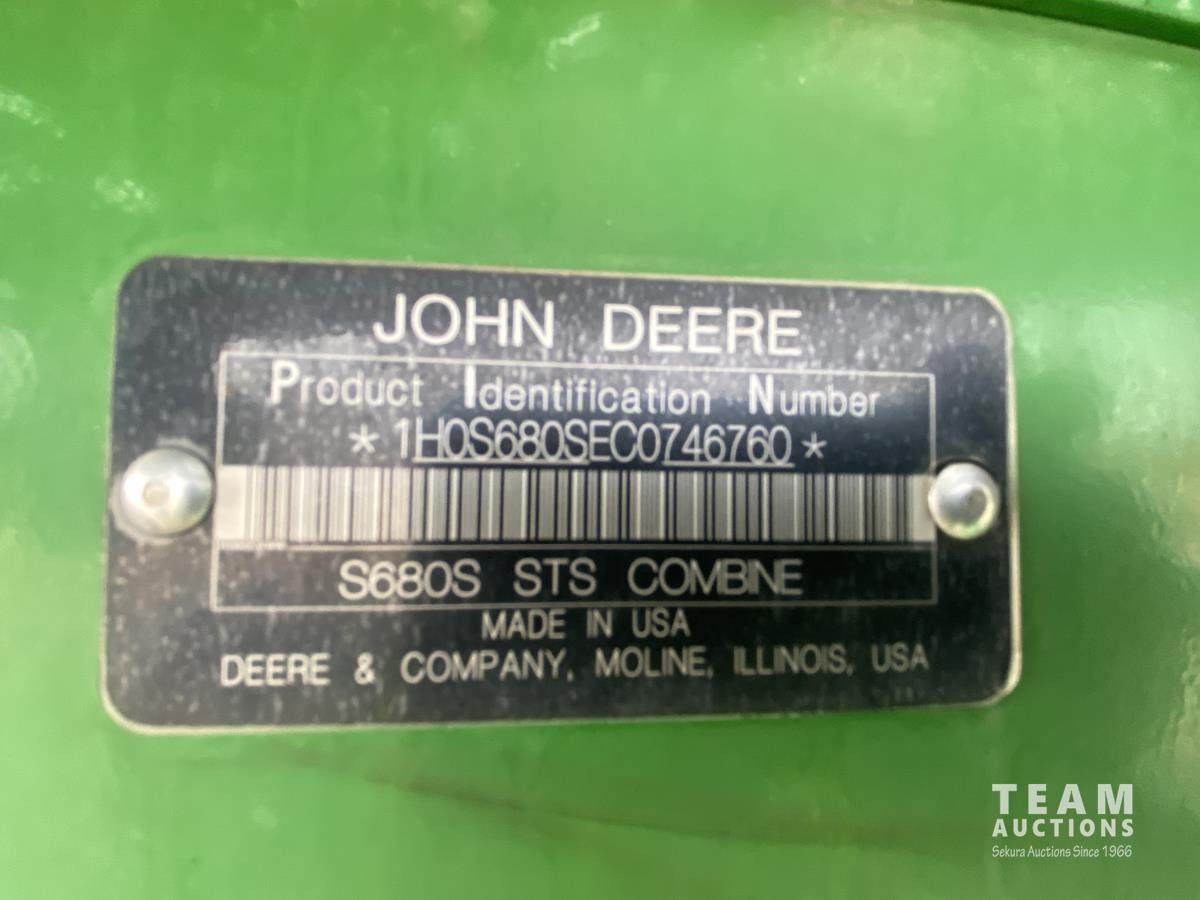 JOHN DEERE
Product Identification Number
*1H0S680SEC0746760*
S680S STS COMBINE
MADE IN USA
DEERE & COMPANY, MOLINE, ILLINOIS, USA
TEAM
AUCTIONS
Sekura Auctions Since 1966